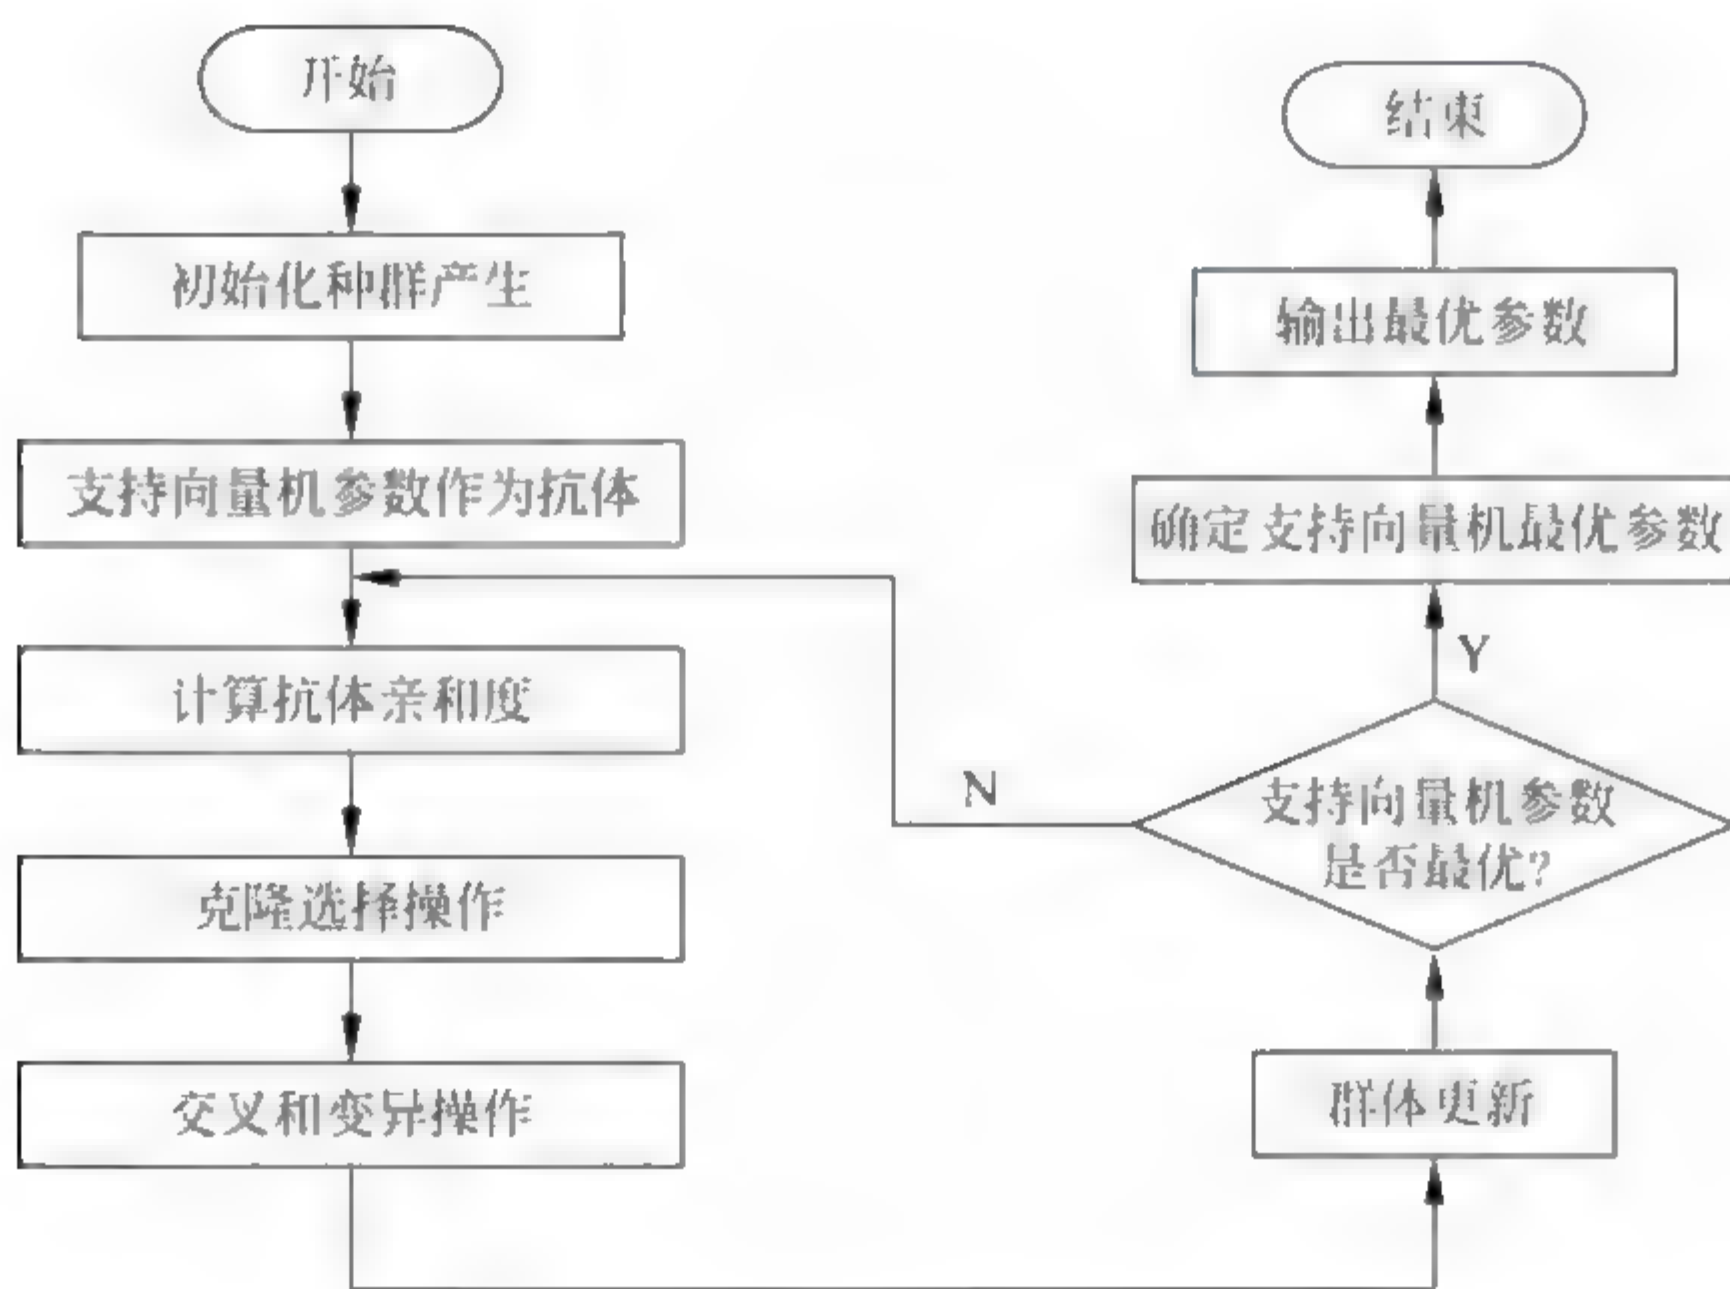 开始
初始化种群产生
支持向量机参数作为抗体
计算抗体亲和度
克隆选择操作
交叉和变异操作
群体更新
支持向量机参数
是否最优?
N
Y
确定支持向量机最优参数
输出最优参数
结束